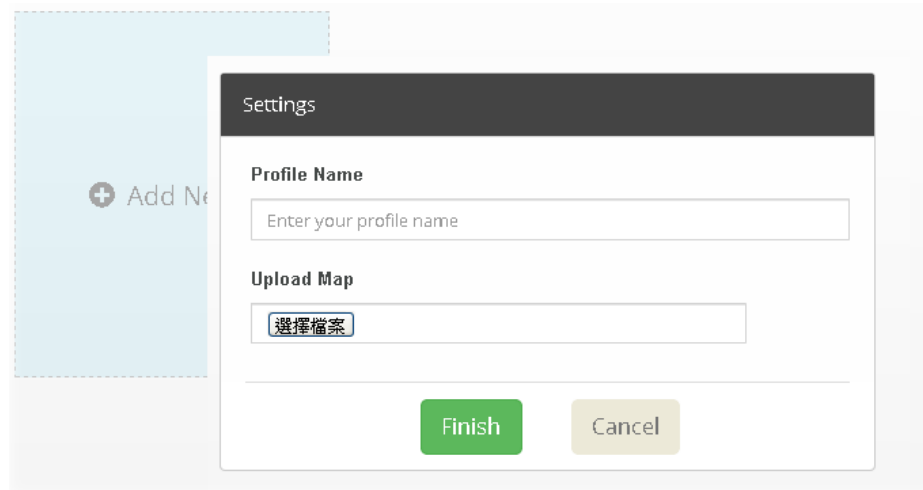 Settings
Profile Name
Add Ne
Enter your profile name
Upload Map
選擇檔案
Finish
Cancel